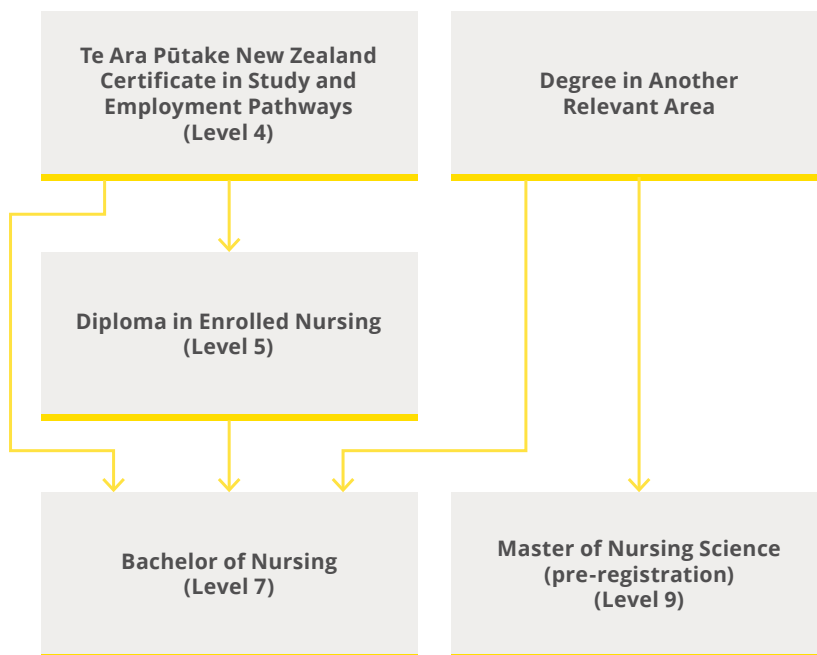 Te Ara Pūtake New Zealand
Certificate in Study and
Employment Pathways
(Level 4)
Degree in Another
Relevant Area
Diploma in Enrolled Nursing
(Level 5)
Bachelor of Nursing
(Level 7)
Master of Nursing Science
(pre-registration)
(Level 9)